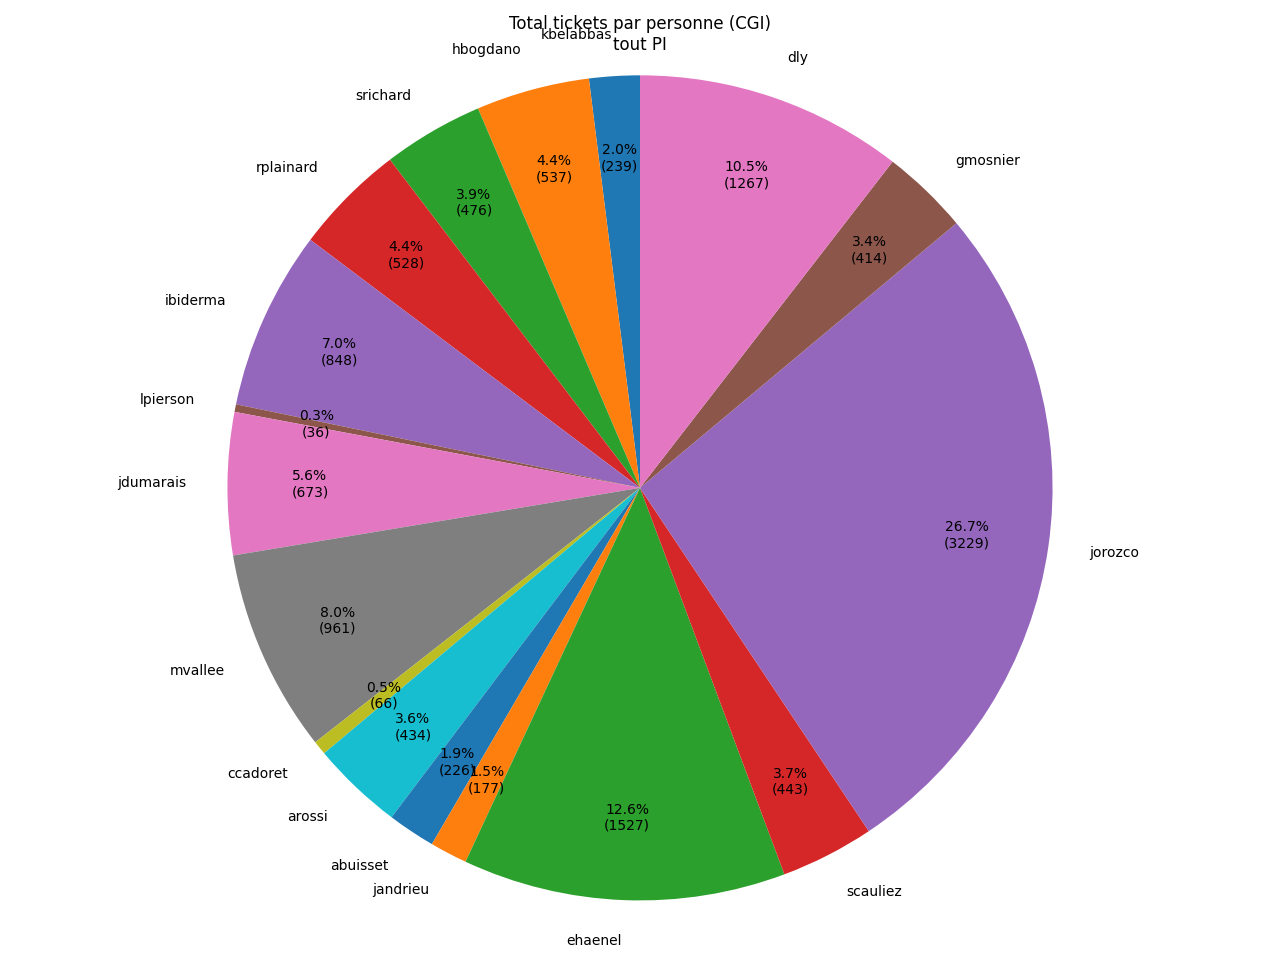 Total tickets par personne (CGI)
tout PI
kbelabbas
2.0%
(239)
hbogdano
4.4%
(537)
srichard
3.9%
(476)
rplainard
4.4%
(528)
ibiderma
7.0%
(848)
lpierson
0.3%
(36)
jdumarais
5.6%
(673)
mvallee
8.0%
(961)
ccadoret
0.5%
(66)
arossi
3.6%
(434)
abuisset
1.9%
(226)
jandrieu
1.5%
(177)
ehaenel
12.6%
(1527)
scauliez
3.7%
(443)
jorozco
26.7%
(3229)
gmosnier
3.4%
(414)
dly
10.5%
(1267)